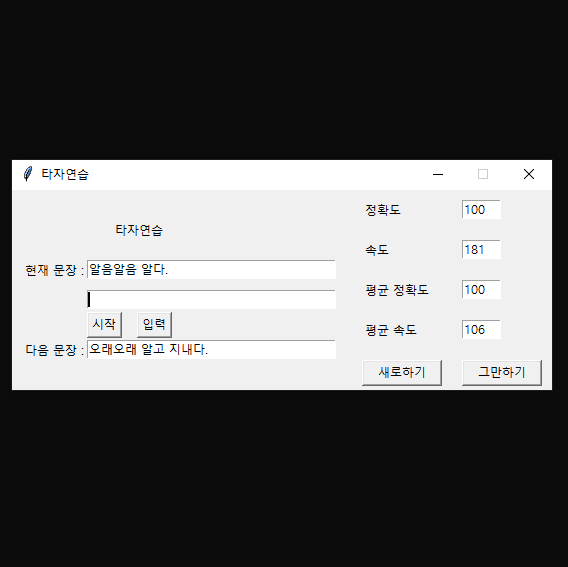 타자연습
타자연습
현재 문장 : 알음알음 알다.
시작 입력
다음 문장 : 오래오래 알고 지내다.
정확도 100
속도 181
평균 정확도 100
평균 속도 106
새로하기 그만하기